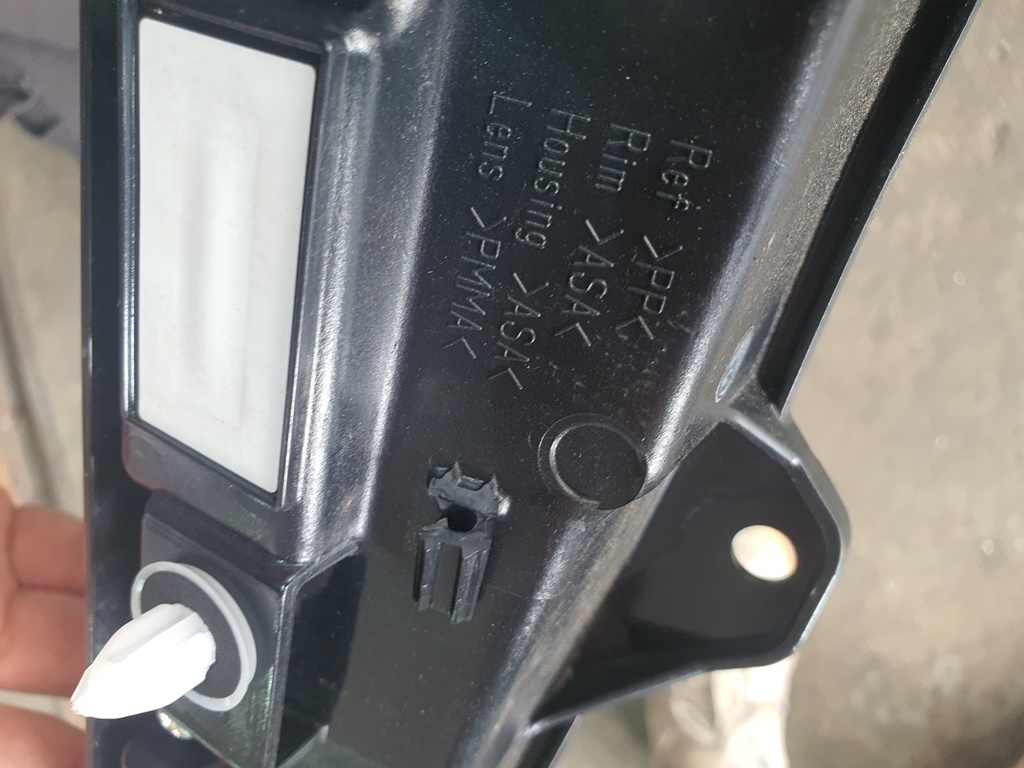 Ref >PP<
Rim >ASA<
Housing >ASA<
Lens >PMMA<